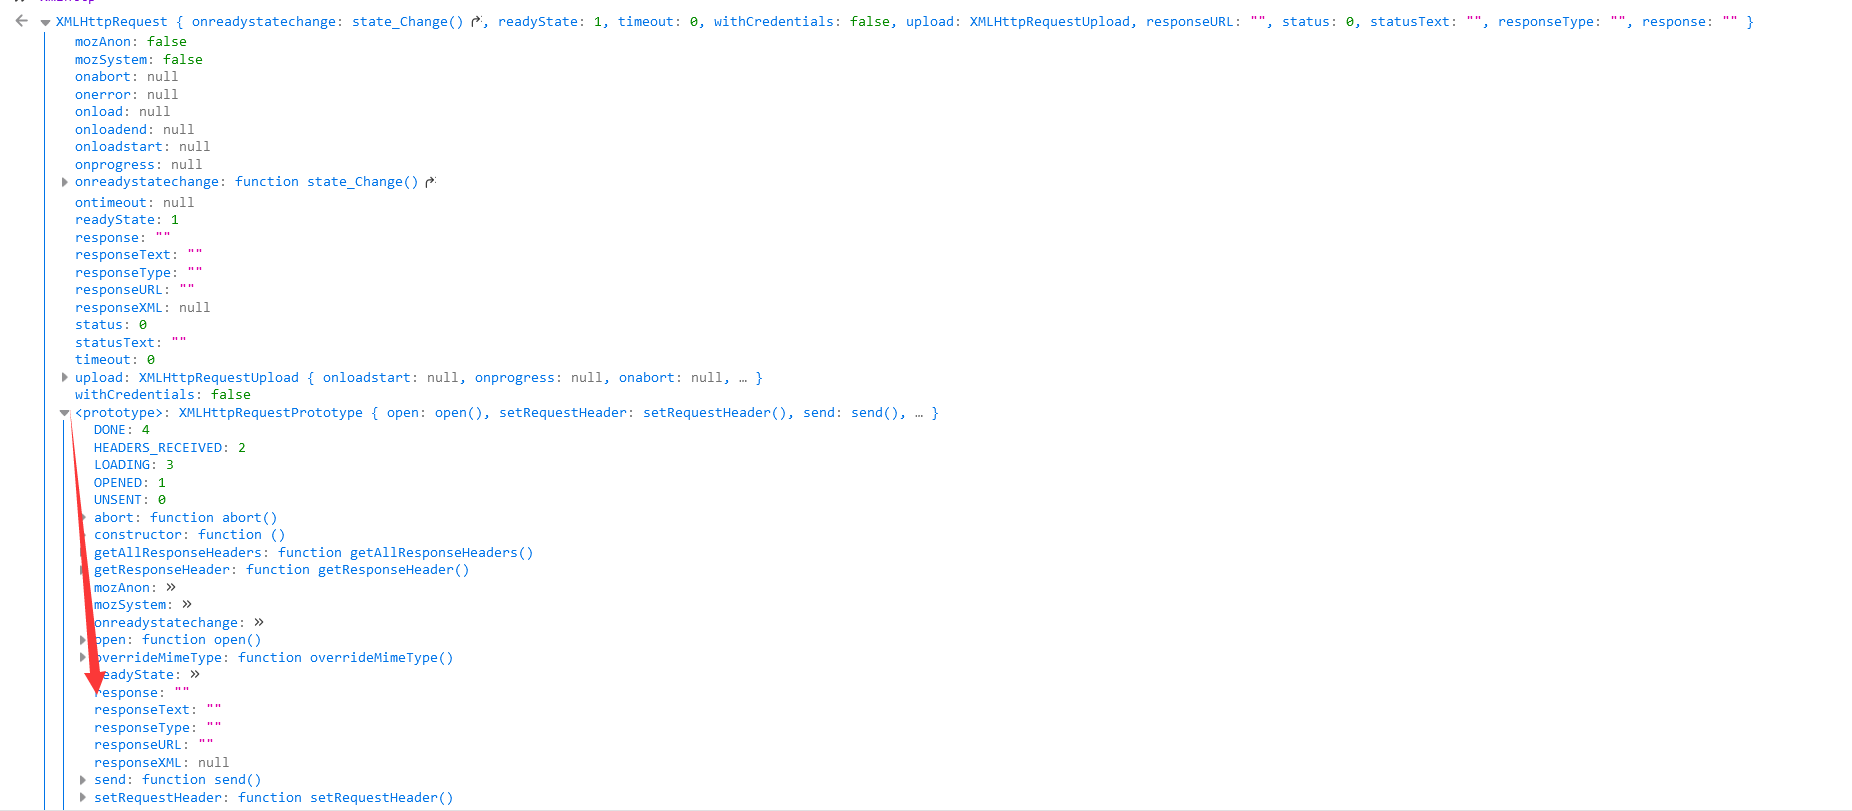 XMLHttpRequest { onreadystatechange: state_Change(), readyState: 1, timeout: 0, withCredentials: false, upload: XMLHttpRequestUpload, responseURL: "", status: 0, statusText: "", responseType: "", response: "" }
mozAnon: false
mozSystem: false
onabort: null
onerror: null
onload: null
onloadend: null
onloadstart: null
onprogress: null
onreadystatechange: function state_Change()
ontimeout: null
readyState: 1
response: ""
responseText: ""
responseType: ""
responseURL: ""
responseXML: null
status: 0
statusText: ""
timeout: 0
upload: XMLHttpRequestUpload { onloadstart: null, onprogress: null, onabort: null, … }
withCredentials: false
<prototype>: XMLHttpRequestPrototype { open: open(), setRequestHeader: setRequestHeader(), send: send(), … }
DONE: 4
HEADERS_RECEIVED: 2
LOADING: 3
OPENED: 1
UNSENT: 0
abort: function abort()
constructor: function ()
getAllResponseHeaders: function getAllResponseHeaders()
getResponseHeader: function getResponseHeader()
mozAnon: »
mozSystem: »
onreadystatechange: »
open: function open()
overrideMimeType: function overrideMimeType()
readyState: »
response: ""
responseText: ""
responseType: ""
responseURL: ""
responseXML: null
send: function send()
setRequestHeader: function setRequestHeader()